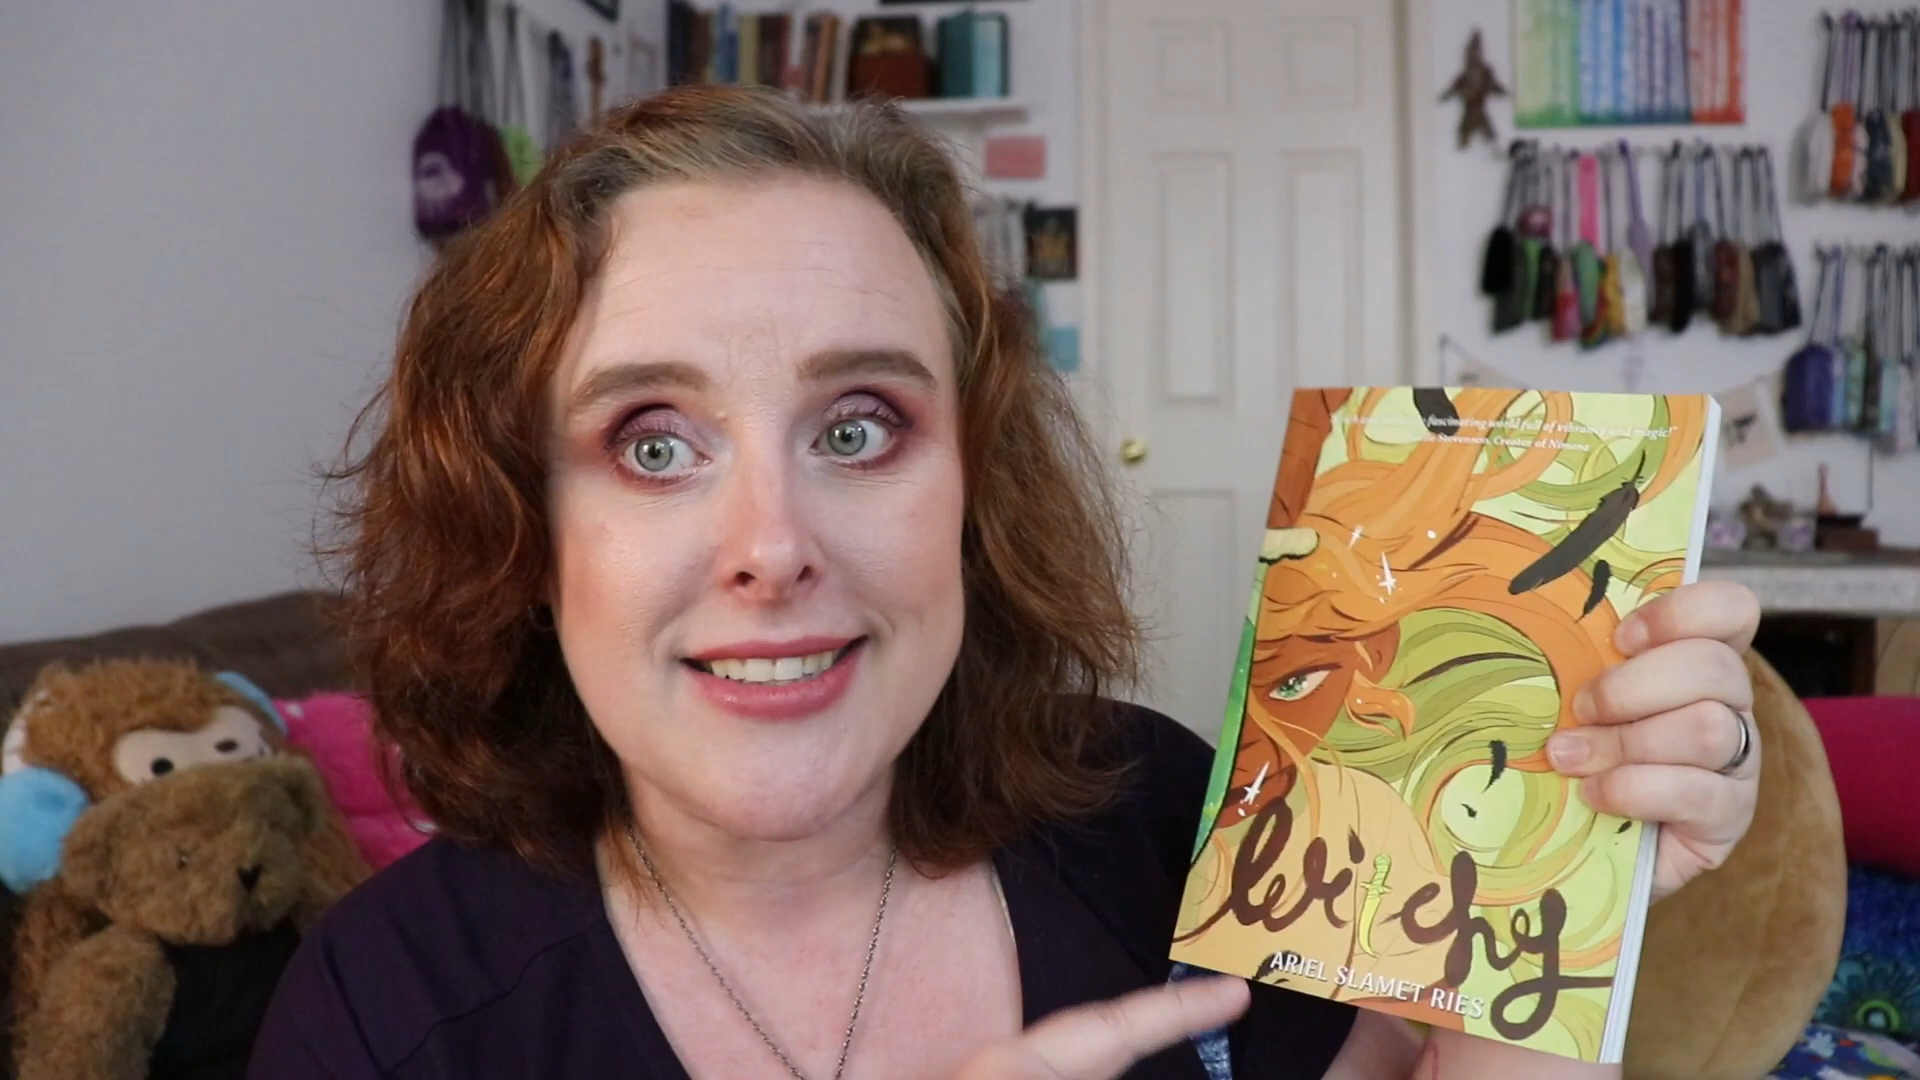 fascinating world full of vibrancy and magic!"
Stevenson, Creator of Nimona
witchy
ARIEL SLAMET RIES